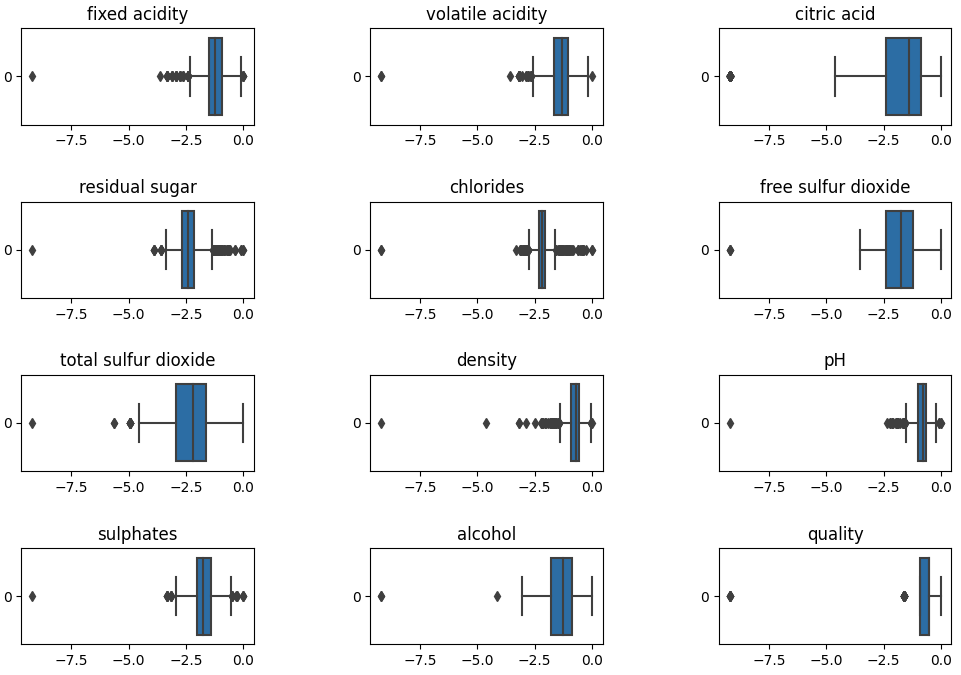 fixed acidity volatile acidity citric acid
0 0 0
−7.5 −5.0 −2.5 0.0 −7.5 −5.0 −2.5 0.0 −7.5 −5.0 −2.5 0.0
residual sugar chlorides free sulfur dioxide
0 0 0
−7.5 −5.0 −2.5 0.0 −7.5 −5.0 −2.5 0.0 −7.5 −5.0 −2.5 0.0
total sulfur dioxide density pH
0 0 0
−7.5 −5.0 −2.5 0.0 −7.5 −5.0 −2.5 0.0 −7.5 −5.0 −2.5 0.0
sulphates alcohol quality
0 0 0
−7.5 −5.0 −2.5 0.0 −7.5 −5.0 −2.5 0.0 −7.5 −5.0 −2.5 0.0